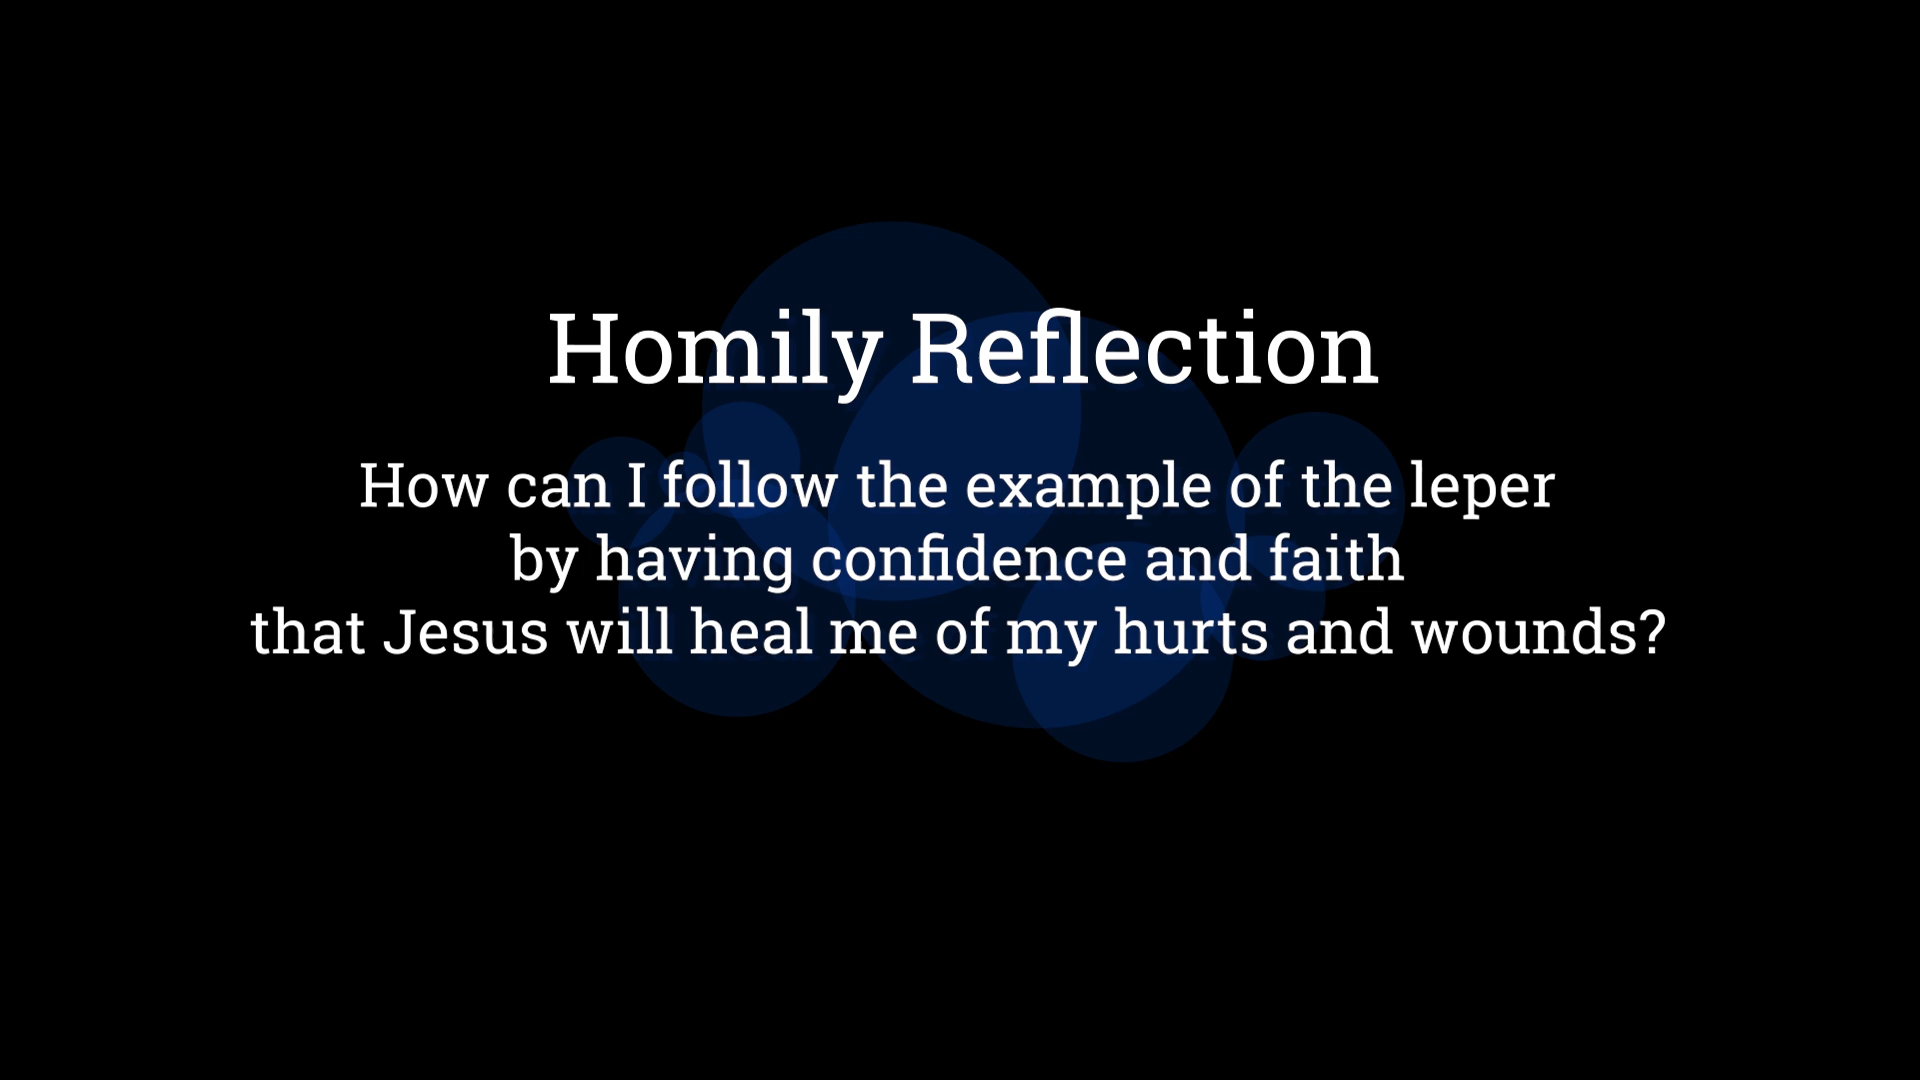 Homily Reflection
How can I follow the example of the leper
by having confidence and faith
that Jesus will heal me of my hurts and wounds?